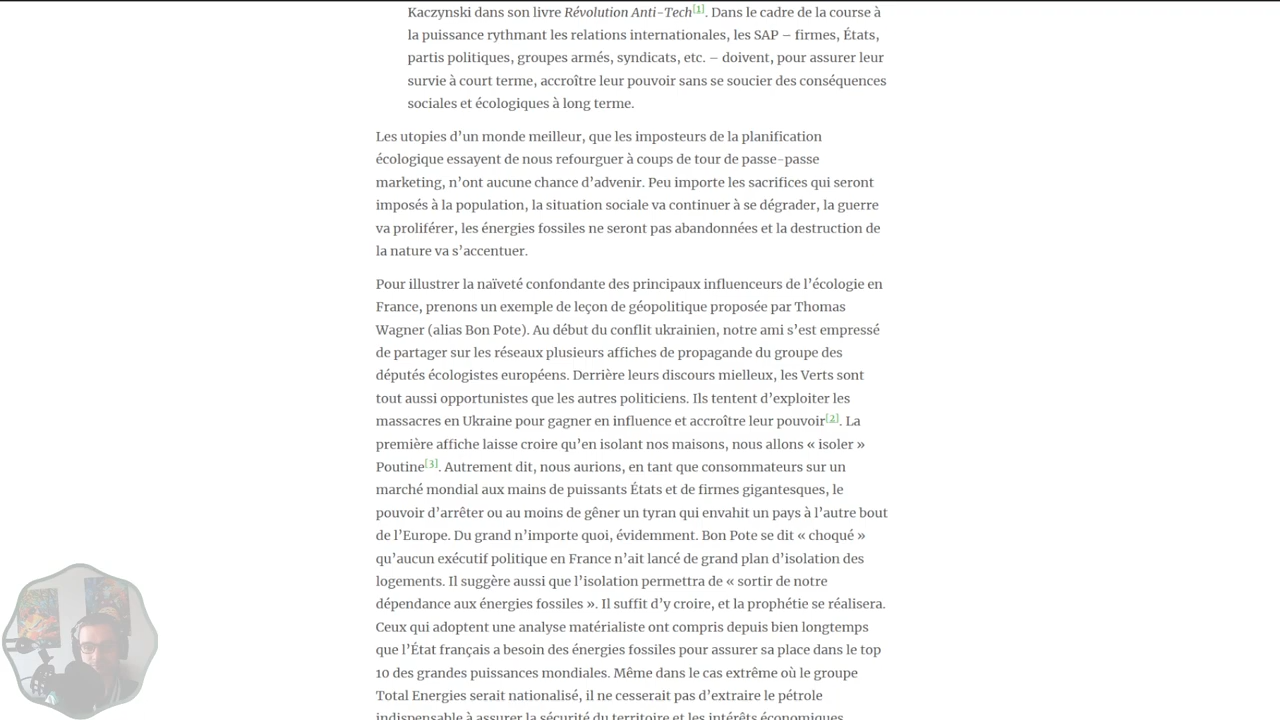 Kaczynski dans son livre Révolution Anti-Tech[1]. Dans le cadre de la course à
la puissance rythmant les relations internationales, les SAP – firmes, États,
partis politiques, groupes armés, syndicats, etc. – doivent, pour assurer leur
survie à court terme, accroître leur pouvoir sans se soucier des conséquences
sociales et écologiques à long terme.
Les utopies d’un monde meilleur, que les imposteurs de la planification
écologique essayent de nous refourguer à coups de tour de passe-passe
marketing, n’ont aucune chance d’advenir. Peu importe les sacrifices qui seront
imposés à la population, la situation sociale va continuer à se dégrader, la guerre
va proliférer, les énergies fossiles ne seront pas abandonnées et la destruction de
la nature va s’accentuer.
Pour illustrer la naïveté confondante des principaux influenceurs de l’écologie en
France, prenons un exemple de leçon de géopolitique proposée par Thomas
Wagner (alias Bon Pote). Au début du conflit ukrainien, notre ami s’est empressé
de partager sur les réseaux plusieurs affiches de propagande du groupe des
députés écologistes européens. Derrière leurs discours mielleux, les Verts sont
tout aussi opportunistes que les autres politiciens. Ils tentent d’exploiter les
massacres en Ukraine pour gagner en influence et accroître leur pouvoir[2]. La
première affiche laisse croire qu’en isolant nos maisons, nous allons « isoler »
Poutine[3]. Autrement dit, nous aurions, en tant que consommateurs sur un
marché mondial aux mains de puissants États et de firmes gigantesques, le
pouvoir d’arrêter ou au moins de gêner un tyran qui envahit un pays à l’autre bout
de l’Europe. Du grand n’importe quoi, évidemment. Bon Pote se dit « choqué »
qu’aucun exécutif politique en France n’ait lancé de grand plan d’isolation des
logements. Il suggère aussi que l’isolation permettra de « sortir de notre
dépendance aux énergies fossiles ». Il suffit d’y croire, et la prophétie se réalisera.
Ceux qui adoptent une analyse matérialiste ont compris depuis bien longtemps
que l’État français a besoin des énergies fossiles pour assurer sa place dans le top
10 des grandes puissances mondiales. Même dans le cas extrême où le groupe
Total Energies serait nationalisé, il ne cesserait pas d’extraire le pétrole
indispensable à assurer la sécurité du territoire et les intérêts économiques